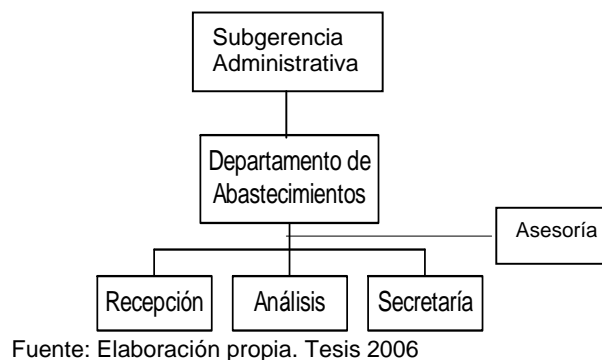 Subgerencia
Administrativa
Departamento de
Abastecimientos
Asesoría
Recepción
Análisis
Secretaría
Fuente: Elaboración propia. Tesis 2006